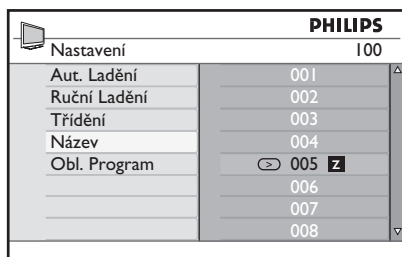 PHILIPS
Nastavení 100
Aut. Ladění 001
Ruční Ladění 002
Třídění 003
Název 004
Obl. Program 005 Z
006
007
008